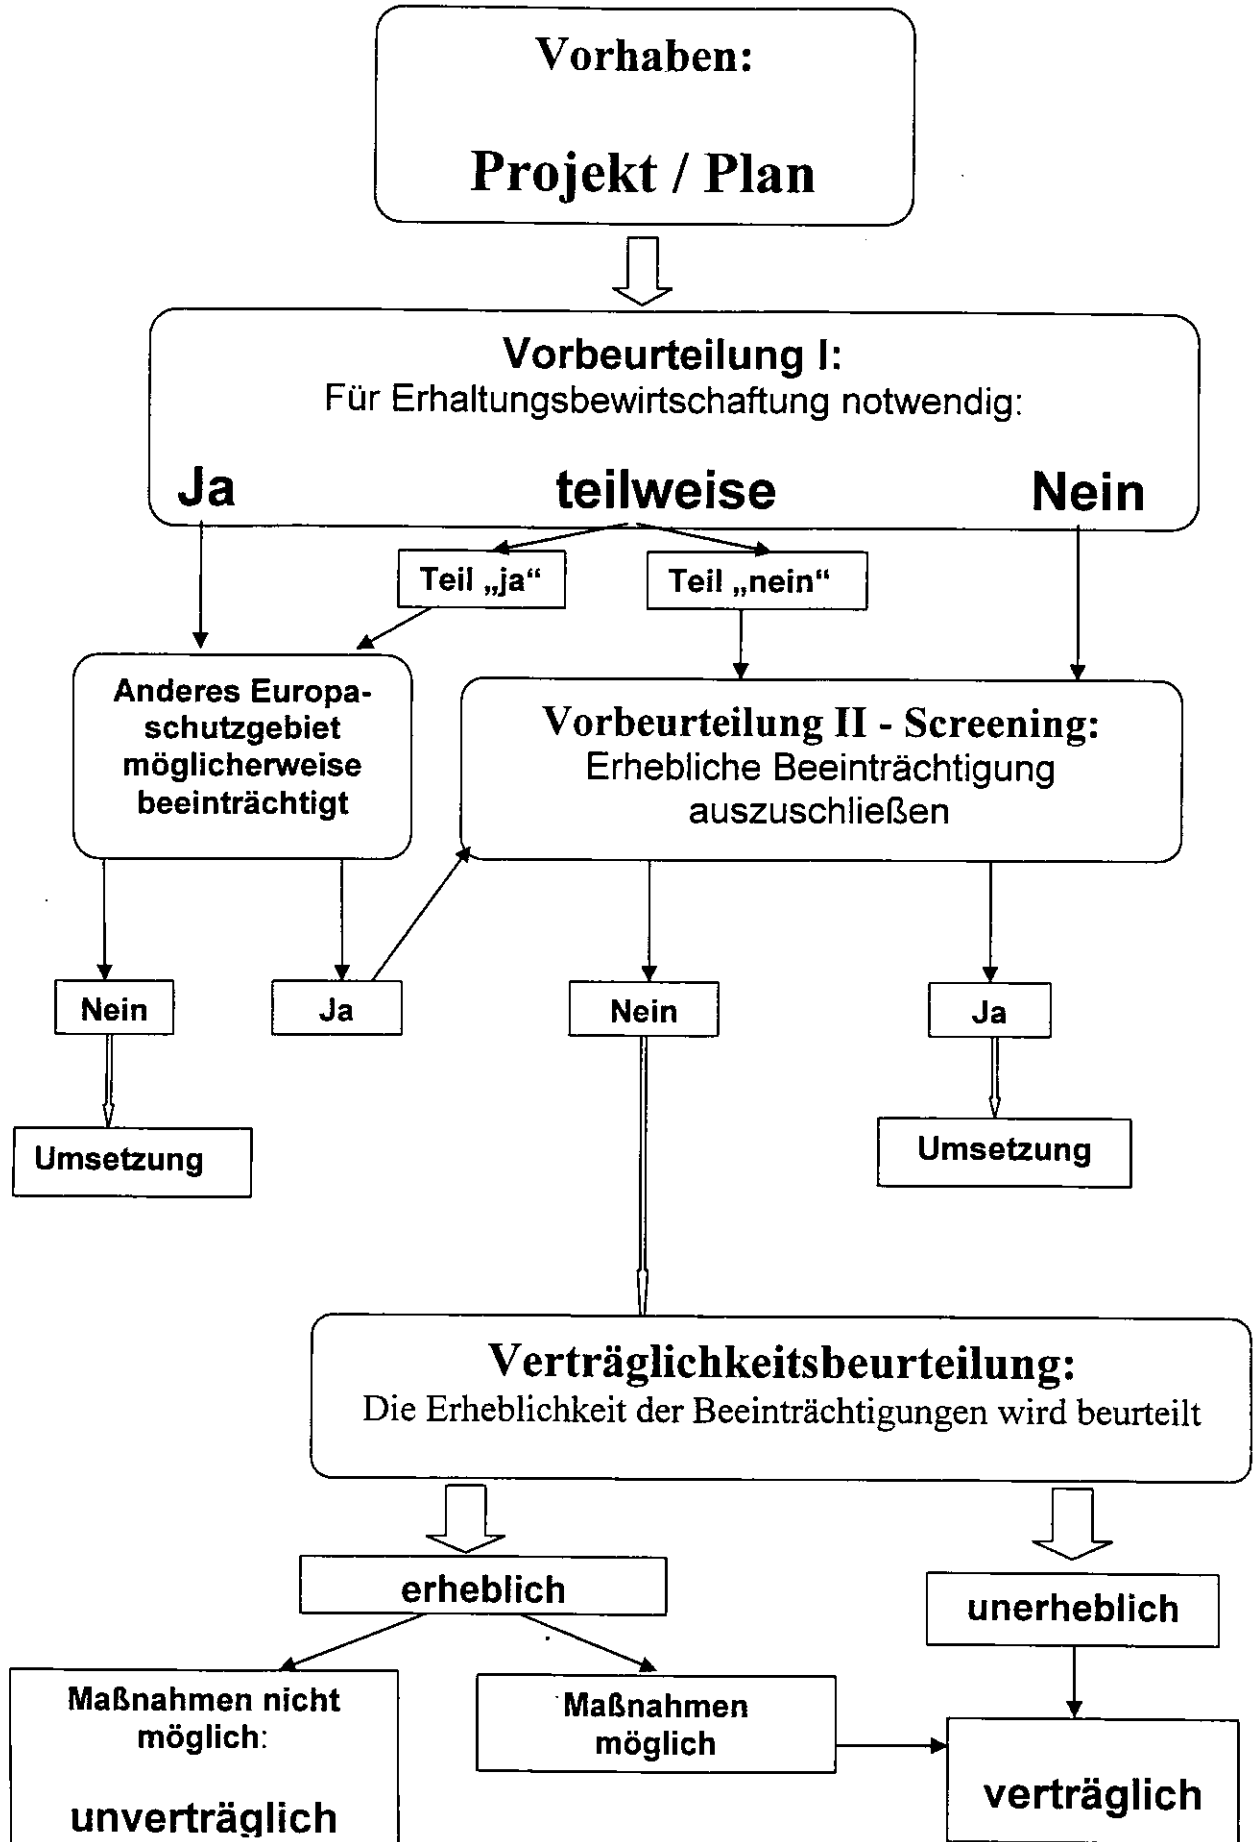 Vorhaben:
Projekt / Plan
Vorbeurteilung I:
Für Erhaltungsbewirtschaftung notwendig:
Ja teilweise Nein
Teil „ja“
Teil „nein“
Anderes Europa-
schutzgebiet
möglicherweise
beeinträchtigt
Vorbeurteilung II - Screening:
Erhebliche Beeinträchtigung
auszuschließen
Nein
Ja
Nein
Ja
Umsetzung
Umsetzung
Verträglichkeitsbeurteilung:
Die Erheblichkeit der Beeinträchtigungen wird beurteilt
erheblich
unerheblich
Maßnahmen nicht
möglich:
unverträglich
Maßnahmen
möglich
verträglich